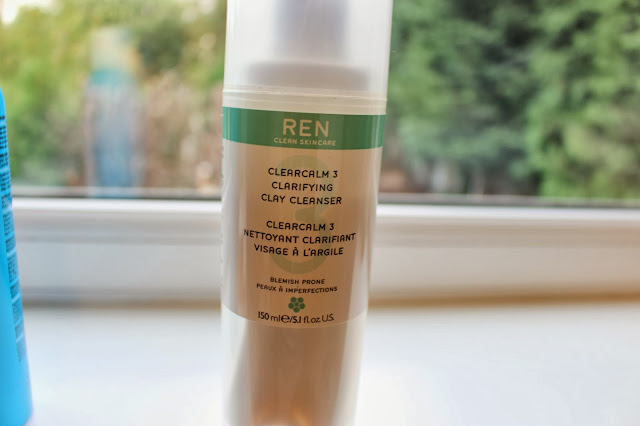 REN
CLEAN SKINCARE
CLEARCALM 3
CLARIFYING
CLAY CLEANSER
CLEARCALM 3
NETTOYANT CLARIFIANT
VISAGE À L'ARGILE
BLEMISH PRONE
PEAUX À IMPERFECTIONS
150 ml℮/5.1 fl.oz U.S.